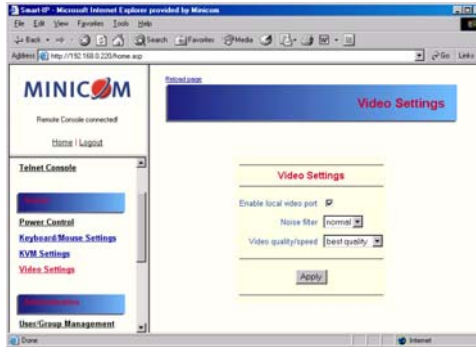 Smart-IP - Microsoft Internet Explorer provided by Minicom
File Edit View Favorites Tools Help
Back Search Favorites Media
Address http://192.168.0.220/home.asp Go Links
MINICOM
Remote Console connected!
Home | Logout
Telnet Console
Power Control
Keyboard/Mouse Settings
KVM Settings
Video Settings
Administration
User/Group Management
Reload page
Video Settings
Video Settings
Enable local video port
Noise filter normal
Video quality/speed best quality
Apply
Done Internet